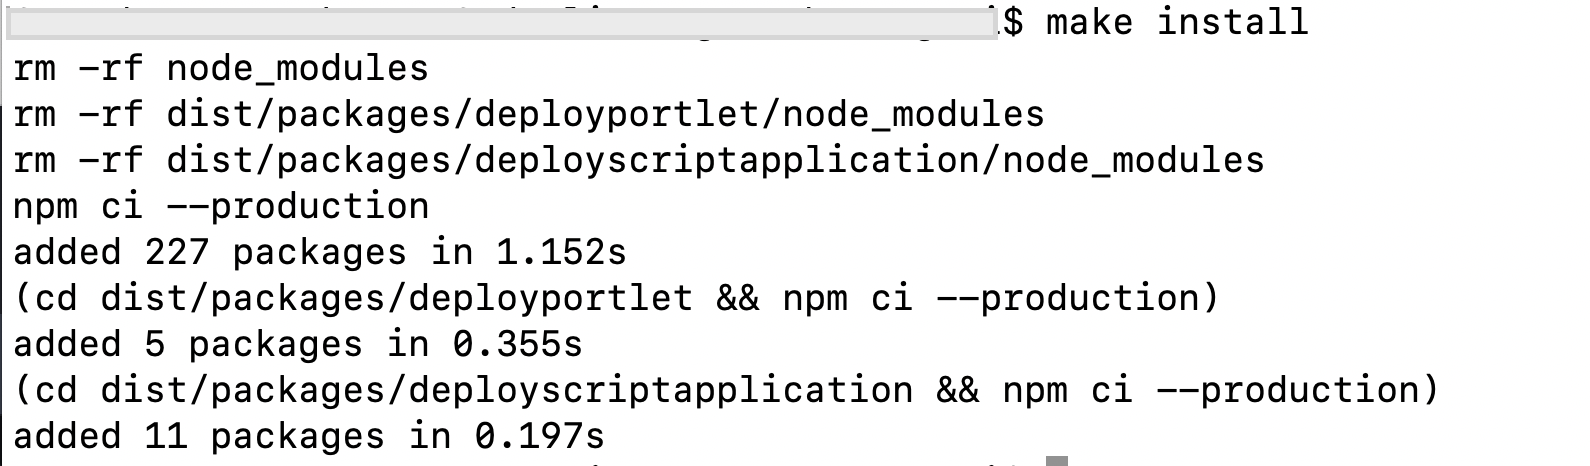 $ make install
rm -rf node_modules
rm -rf dist/packages/deployportlet/node_modules
rm -rf dist/packages/deployscriptapplication/node_modules
npm ci --production
added 227 packages in 1.152s
(cd dist/packages/deployportlet && npm ci --production)
added 5 packages in 0.355s
(cd dist/packages/deployscriptapplication && npm ci --production)
added 11 packages in 0.197s